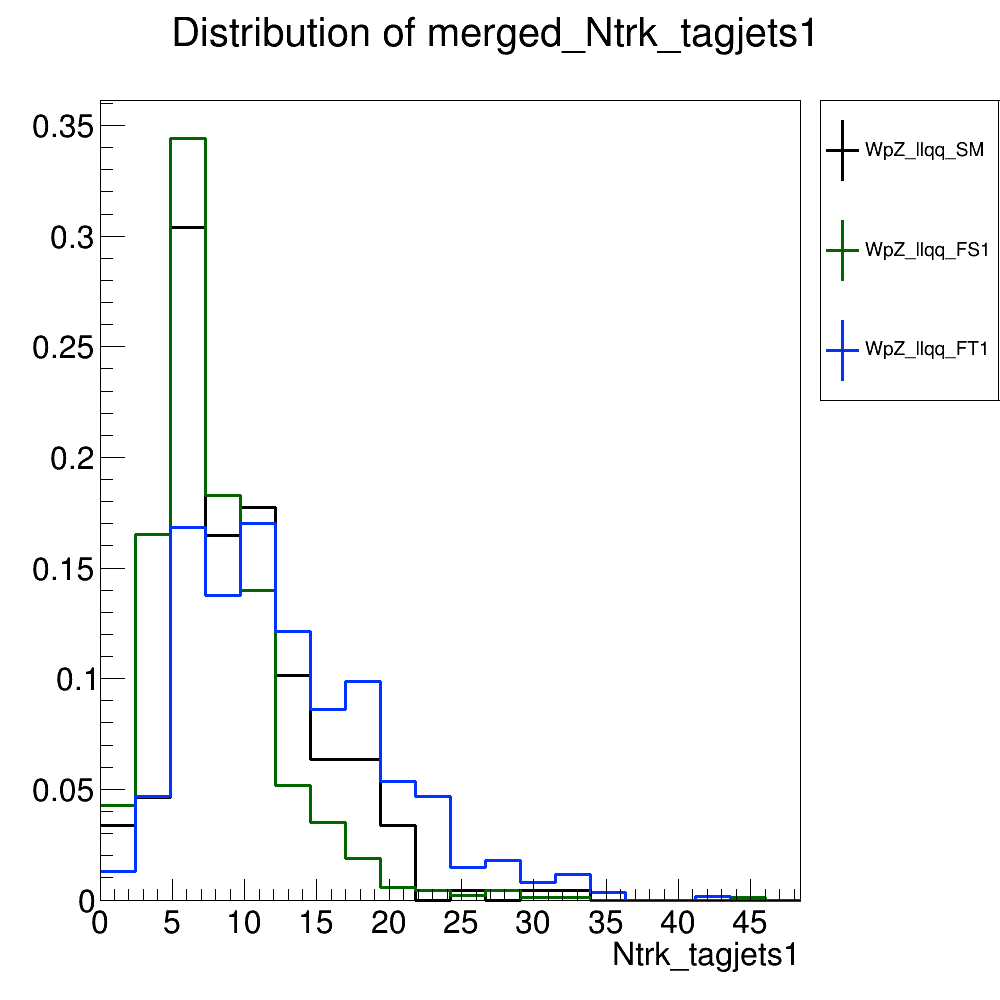 Distribution of merged_Ntrk_tagjets1
0.35
0.3
0.25
0.2
0.15
0.1
0.05
0
0 5 10 15 20 25 30 35 40 45
Ntrk_tagjets1
WpZ_llqq_SM
WpZ_llqq_FS1
WpZ_llqq_FT1